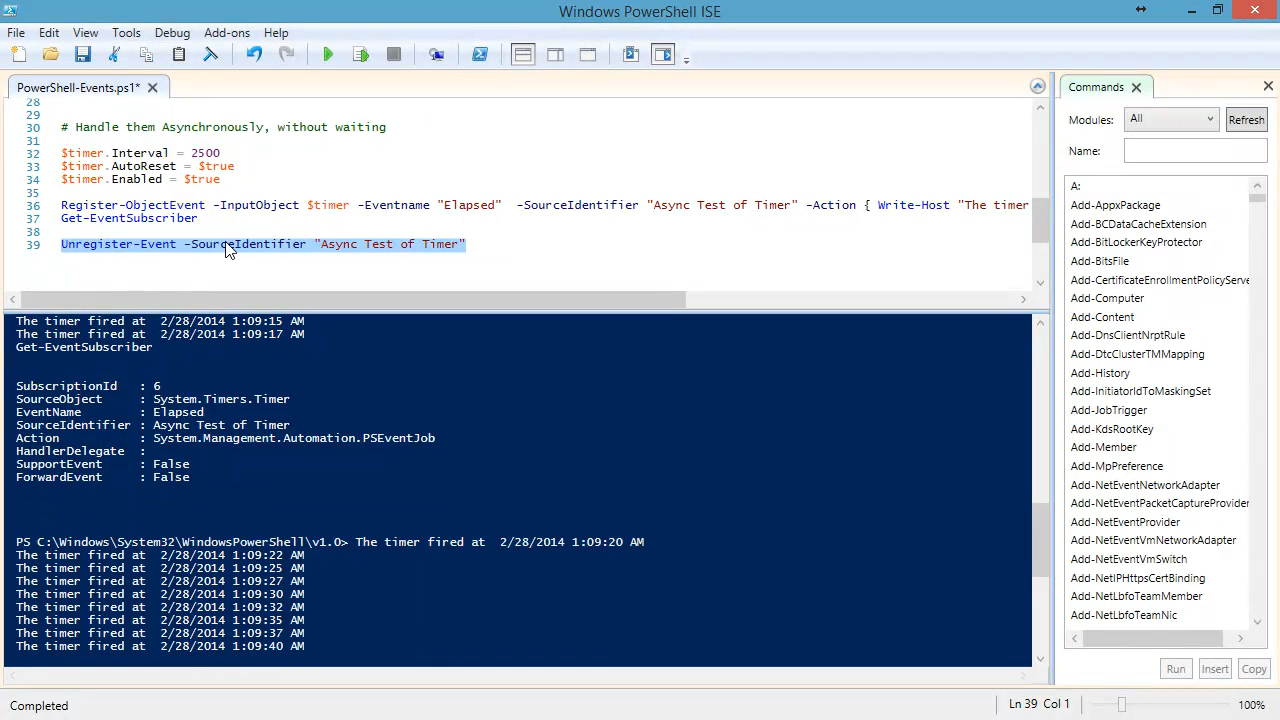 Windows PowerShell ISE
File Edit View Tools Debug Add-ons Help
PowerShell-Events.ps1*
Commands
28
29
30 # Handle them Asynchronously, without waiting
31
32 $timer.Interval = 2500
33 $timer.AutoReset = $true
34 $timer.Enabled = $true
35
36 Register-ObjectEvent -InputObject $timer -Eventname "Elapsed" -SourceIdentifier "Async Test of Timer" -Action { Write-Host "The timer
37 Get-EventSubscriber
38
39 Unregister-Event -SourceIdentifier "Async Test of Timer"
The timer fired at 2/28/2014 1:09:15 AM
The timer fired at 2/28/2014 1:09:17 AM
Get-EventSubscriber
SubscriptionId : 6
SourceObject : System.Timers.Timer
EventName : Elapsed
SourceIdentifier : Async Test of Timer
Action : System.Management.Automation.PSEventJob
HandlerDelegate :
SupportEvent : False
ForwardEvent : False
PS C:\Windows\System32\WindowsPowerShell\v1.0> The timer fired at 2/28/2014 1:09:20 AM
The timer fired at 2/28/2014 1:09:22 AM
The timer fired at 2/28/2014 1:09:25 AM
The timer fired at 2/28/2014 1:09:27 AM
The timer fired at 2/28/2014 1:09:30 AM
The timer fired at 2/28/2014 1:09:32 AM
The timer fired at 2/28/2014 1:09:35 AM
The timer fired at 2/28/2014 1:09:37 AM
The timer fired at 2/28/2014 1:09:40 AM
Modules: All Refresh
Name:
A:
Add-AppxPackage
Add-BCDataCacheExtension
Add-BitLockerKeyProtector
Add-BitsFile
Add-CertificateEnrollmentPolicyServe
Add-Computer
Add-Content
Add-DnsClientNrptRule
Add-DtcClusterTMMapping
Add-History
Add-InitiatorIdToMaskingSet
Add-JobTrigger
Add-KdsRootKey
Add-Member
Add-MpPreference
Add-NetEventNetworkAdapter
Add-NetEventPacketCaptureProvider
Add-NetEventProvider
Add-NetEventVmNetworkAdapter
Add-NetEventVmSwitch
Add-NetIPHttpsCertBinding
Add-NetLbfoTeamMember
Add-NetLbfoTeamNic
Run Insert Copy
Completed
Ln 39 Col 1
100%